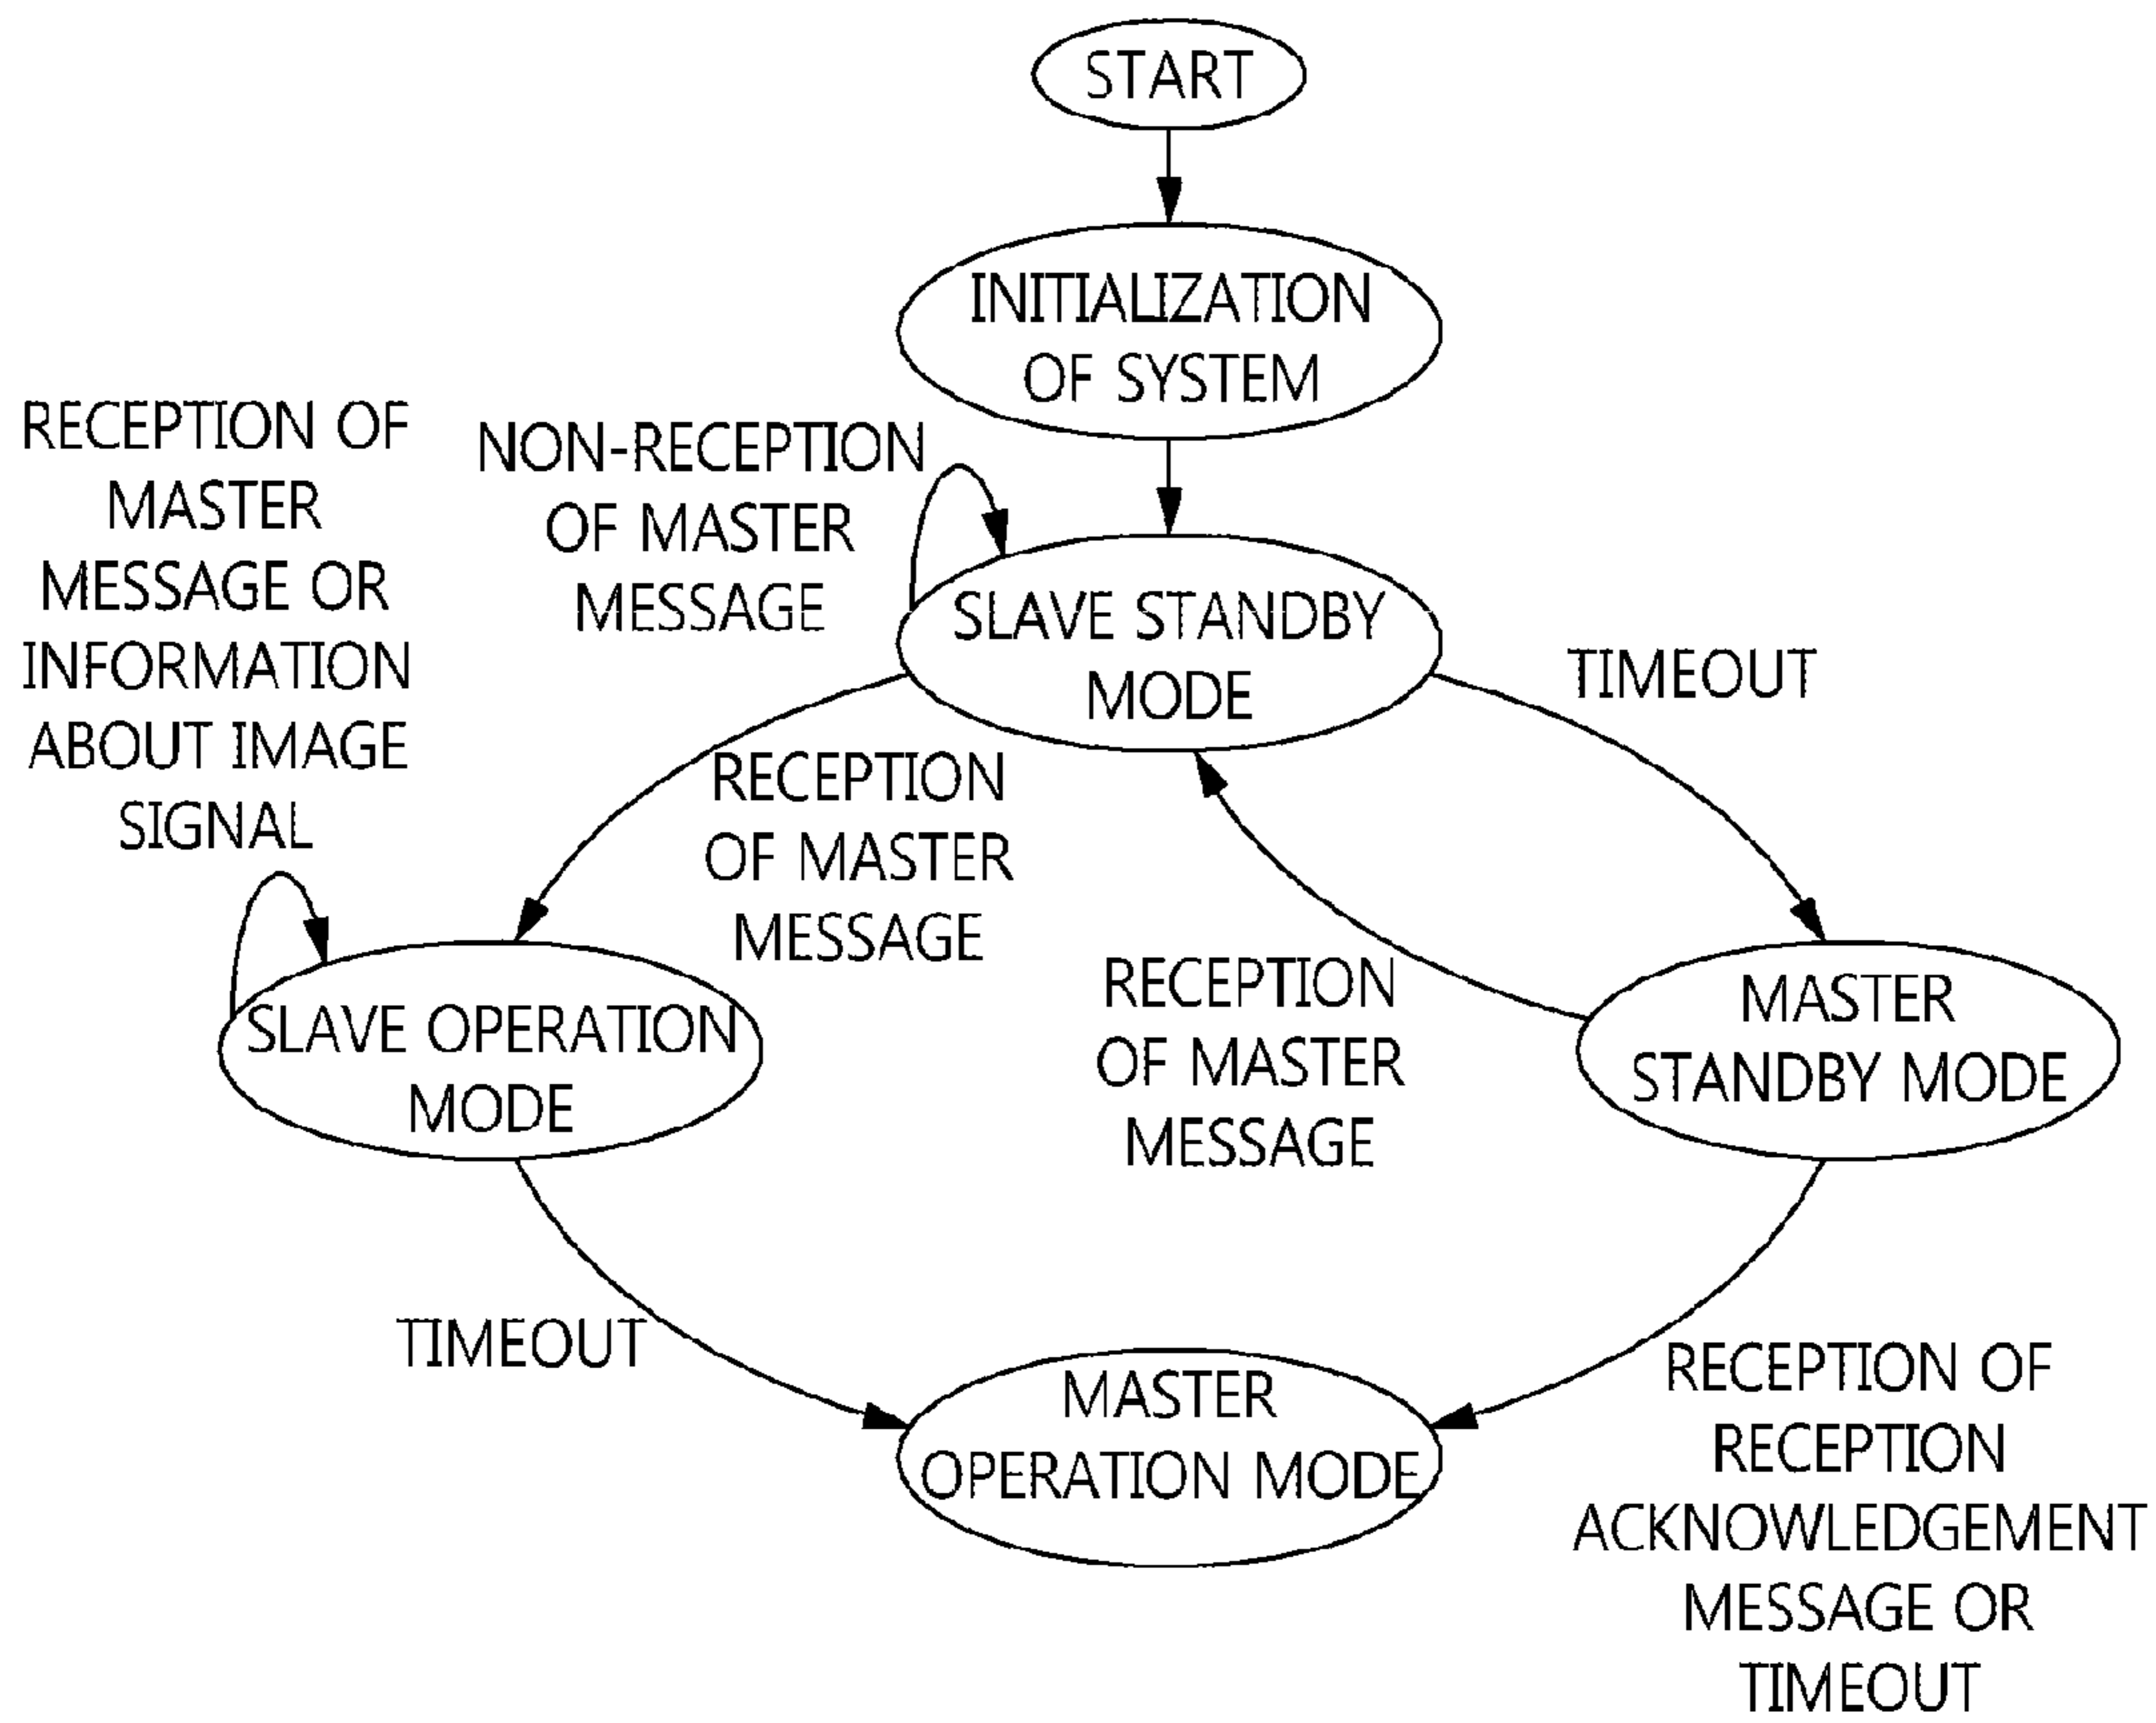 START
INITIALIZATION
OF SYSTEM
RECEPTION OF
MASTER
MESSAGE OR
INFORMATION
ABOUT IMAGE
SIGNAL
NON-RECEPTION
OF MASTER
MESSAGE
SLAVE STANDBY
MODE
TIMEOUT
RECEPTION
OF MASTER
MESSAGE
RECEPTION
OF MASTER
MESSAGE
SLAVE OPERATION
MODE
MASTER
STANDBY MODE
TIMEOUT
MASTER
OPERATION MODE
RECEPTION OF
RECEPTION
ACKNOWLEDGEMENT
MESSAGE OR
TIMEOUT